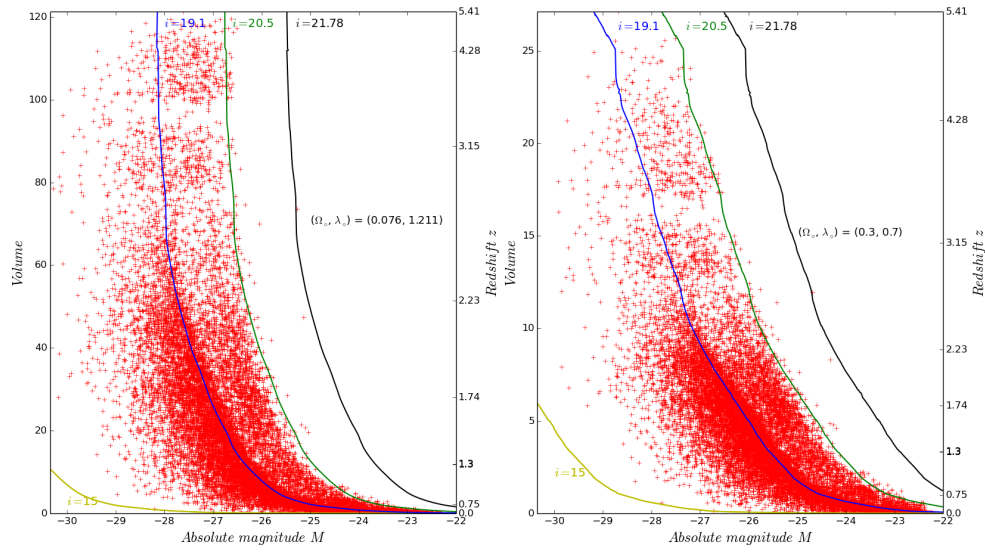 i=19.1 i=20.5 i=21.78
(Ω∘, λ∘) = (0.076, 1.211)
i=15
Volume
0 20 40 60 80 100 120
Redshift z
0.0 0.75 1.3 1.74 2.23 3.15 4.28 5.41
−30 −29 −28 −27 −26 −25 −24 −23 −22
Absolute magnitude M
i=19.1 i=20.5 i=21.78
(Ω∘, λ∘) = (0.3, 0.7)
i=15
Volume
0 5 10 15 20 25
Redshift z
0.0 0.75 1.3 1.74 2.23 3.15 4.28 5.41
−30 −29 −28 −27 −26 −25 −24 −23 −22
Absolute magnitude M